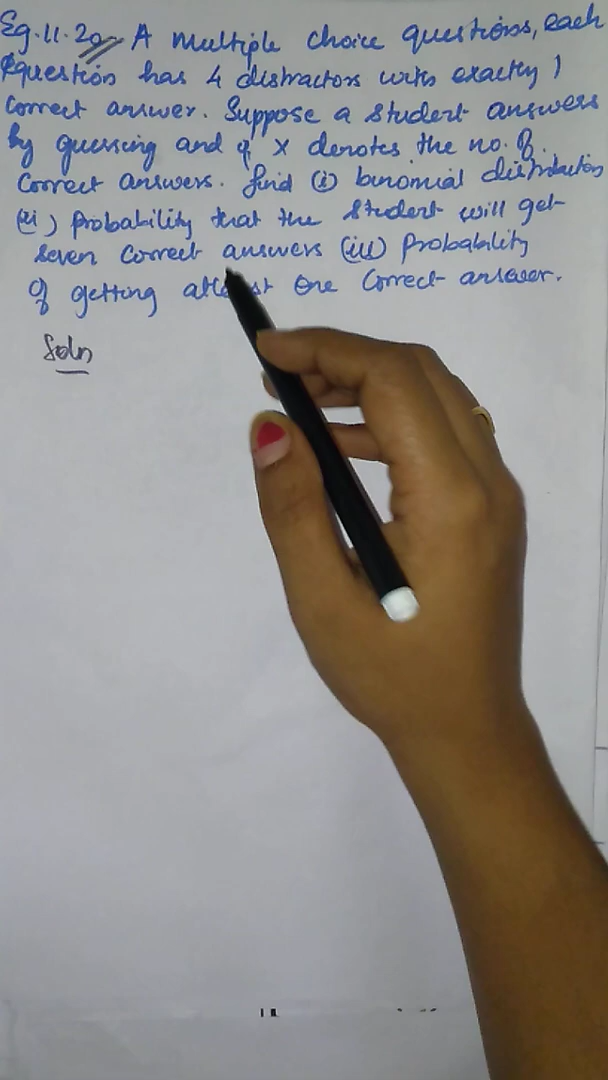 Eg.11.20 A multiple choice questions, each
question has 4 distractors with exactly 1
correct answer. Suppose a student answers
by guessing and if X denotes the no. of
correct answers. find (i) binomial distribution
(ii) probability that the student will get
seven correct answers (iii) probability
of getting atleast one correct answer.
Soln